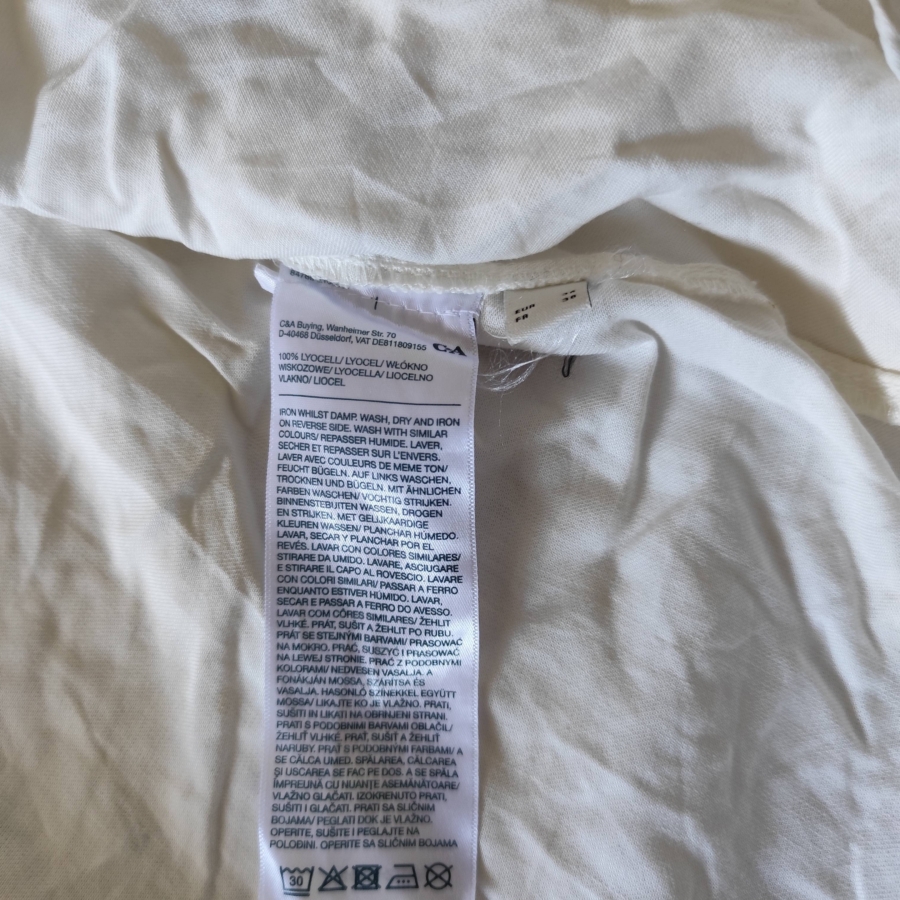 C&A Buying, Wanheimer Str. 70
D-40468 Düsseldorf, VAT DE811809155
C&A
EUR
FR
100% LYOCELL/ LYOCEL/ WŁÓKNO
WISKOZOWE/ LYOCELLA/ LIOCELNO
VLAKNO/ LIOCEL
IRON WHILST DAMP. WASH, DRY AND IRON
ON REVERSE SIDE. WASH WITH SIMILAR
COLOURS/ REPASSER HUMIDE. LAVER,
SECHER ET REPASSER SUR L'ENVERS.
LAVER AVEC COULEURS DE MEME TON/
FEUCHT BÜGELN. AUF LINKS WASCHEN,
TROCKNEN UND BÜGELN. MIT ÄHNLICHEN
FARBEN WASCHEN/ VOCHTIG STRIJKEN.
BINNENSTEBUITEN WASSEN, DROGEN
EN STRIJKEN. MET GELIJKAARDIGE
KLEUREN WASSEN/ PLANCHAR HÚMEDO.
LAVAR, SECAR Y PLANCHAR POR EL
REVÉS. LAVAR CON COLORES SIMILARES/
STIRARE DA UMIDO. LAVARE, ASCIUGARE
E STIRARE IL CAPO AL ROVESCIO. LAVARE
CON COLORI SIMILARI/ PASSAR A FERRO
ENQUANTO ESTIVER HÚMIDO. LAVAR,
SECAR E PASSAR A FERRO DO AVESSO.
LAVAR COM CÔRES SIMILARES/ ŽEHLIT
VLHKÉ. PRÁT, SUŠIT A ŽEHLIT PO RUBU.
PRÁT SE STEJNÝMI BARVAMI/ PRASOWAĆ
NA MOKRO. PRAĆ, SUSZYĆ I PRASOWAĆ
NA LEWEJ STRONIE. PRAĆ Z PODOBNYMI
KOLORAMI/ NEDVESEN VASALJA. A
FONÁKJÁN MOSSA, SZÁRÍTSA ÉS
VASALJA. HASONLÓ SZÍNEKKEL EGYÜTT
MOSSA/ LIKAJTE KO JE VLAŽNO. PRATI,
SUŠITI IN LIKATI NA OBRNJENI STRANI.
PRATI S PODOBNIMI BARVAMI OBLAČIL/
ŽEHLIŤ VLHKÉ. PRAŤ, SUŠIŤ A ŽEHLIŤ
NARUBY. PRAŤ S PODOBNÝMI FARBAMI/ A
SE CĂLCA UMED. SPĂLAREA, CĂLCAREA
ȘI USCAREA SE FAC PE DOS. A SE SPĂLA
ÎMPREUNĂ CU NUANȚE ASEMĂNĂTOARE/
VLAŽNO GLAČATI. IZOKRENUTO PRATI,
SUŠITI I GLAČATI. PRATI SA SLIČNIM
BOJAMA/ PEGLATI DOK JE VLAŽNO.
OPERITE, SUŠITE I PEGLAJTE NA
POLOĐINI. OPERITE SA SLIČNIM BOJAMA
30